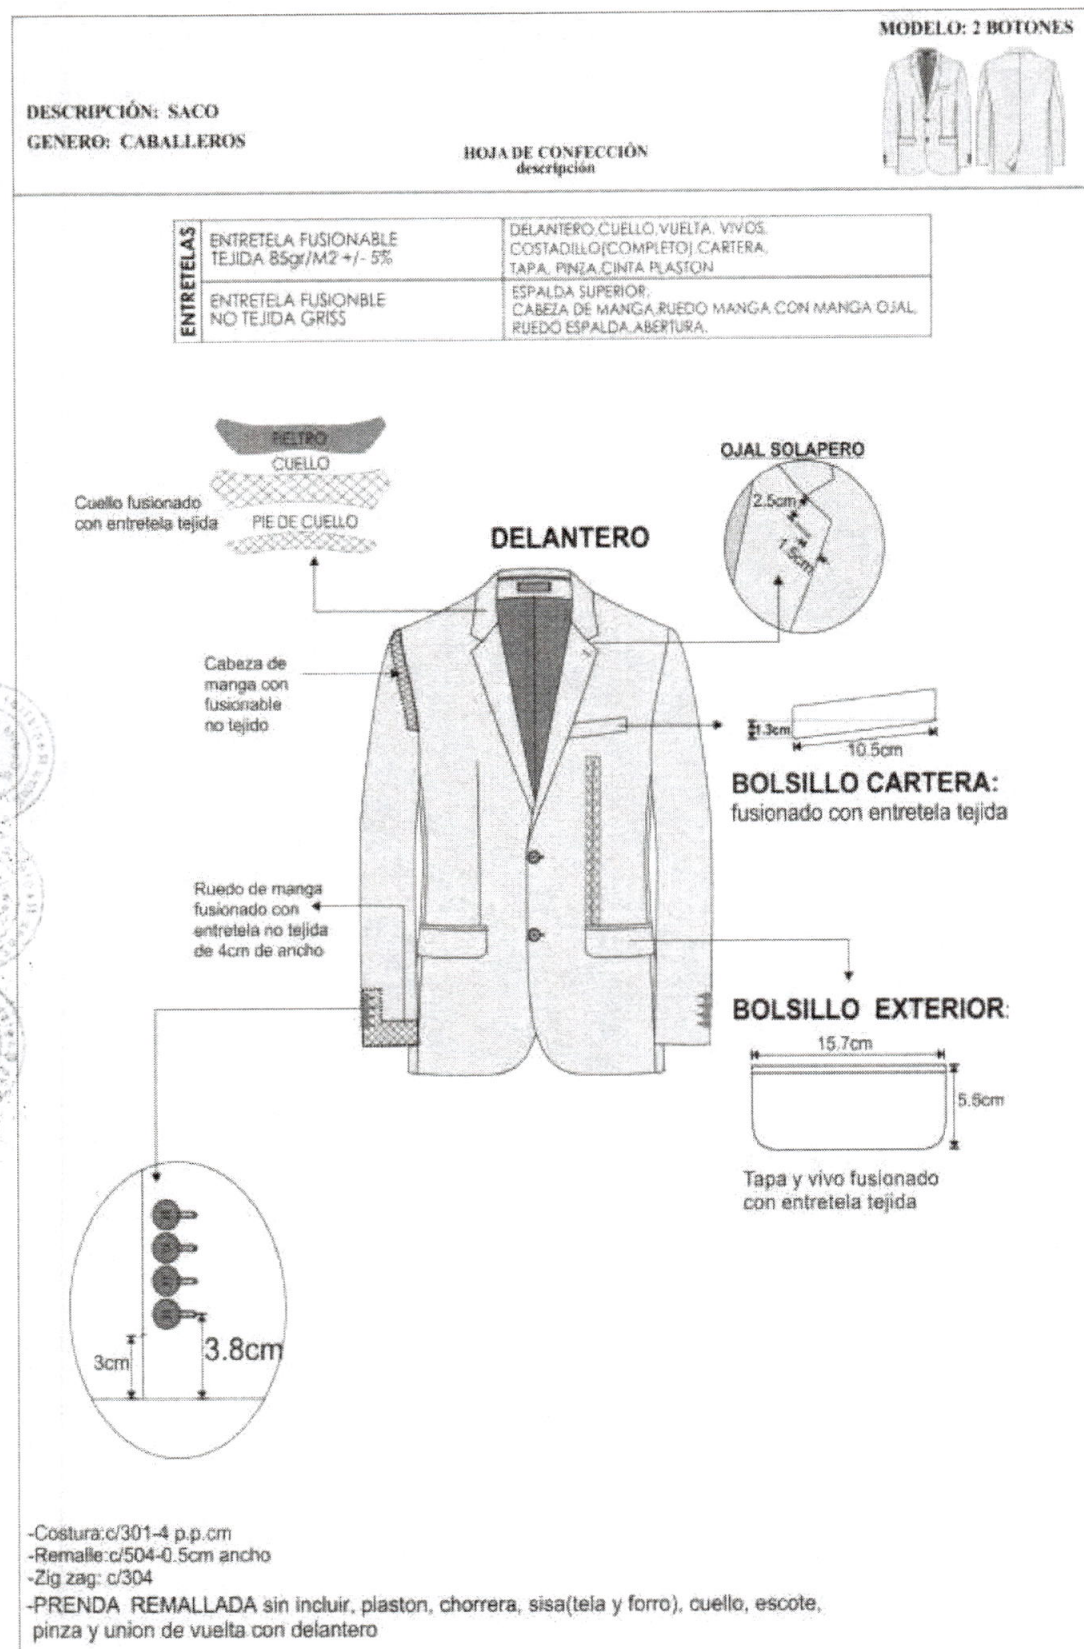 MODELO: 2 BOTONES
DESCRIPCIÓN: SACO
GENERO: CABALLEROS
HOJA DE CONFECCIÓN
descripción
ENTRETELAS
ENTRETELA FUSIONABLE
TEJIDA 85gr/M2 +/- 5%
DELANTERO,CUELLO,VUELTA, VIVOS,
COSTADILLO(COMPLETO),CARTERA,
TAPA, PINZA,CINTA PLASTON
ENTRETELA FUSIONBLE
NO TEJIDA GRISS
ESPALDA SUPERIOR,
CABEZA DE MANGA,RUEDO MANGA CON MANGA OJAL,
RUEDO ESPALDA,ABERTURA.
FIELTRO
CUELLO
Cuello fusionado
con entretela tejida
PIE DE CUELLO
DELANTERO
OJAL SOLAPERO
2.5cm
1.5cm
Cabeza de
manga con
fusionable
no tejido
1.3cm
10.5cm
BOLSILLO CARTERA:
fusionado con entretela tejida
Ruedo de manga
fusionado con
entretela no tejida
de 4cm de ancho
BOLSILLO EXTERIOR:
15.7cm
5.5cm
Tapa y vivo fusionado
con entretela tejida
3cm
3.8cm
-Costura:c/301-4 p.p.cm
-Remalle:c/504-0.5cm ancho
-Zig zag: c/304
-PRENDA REMALLADA sin incluir, plaston, chorrera, sisa(tela y forro), cuello, escote,
pinza y union de vuelta con delantero